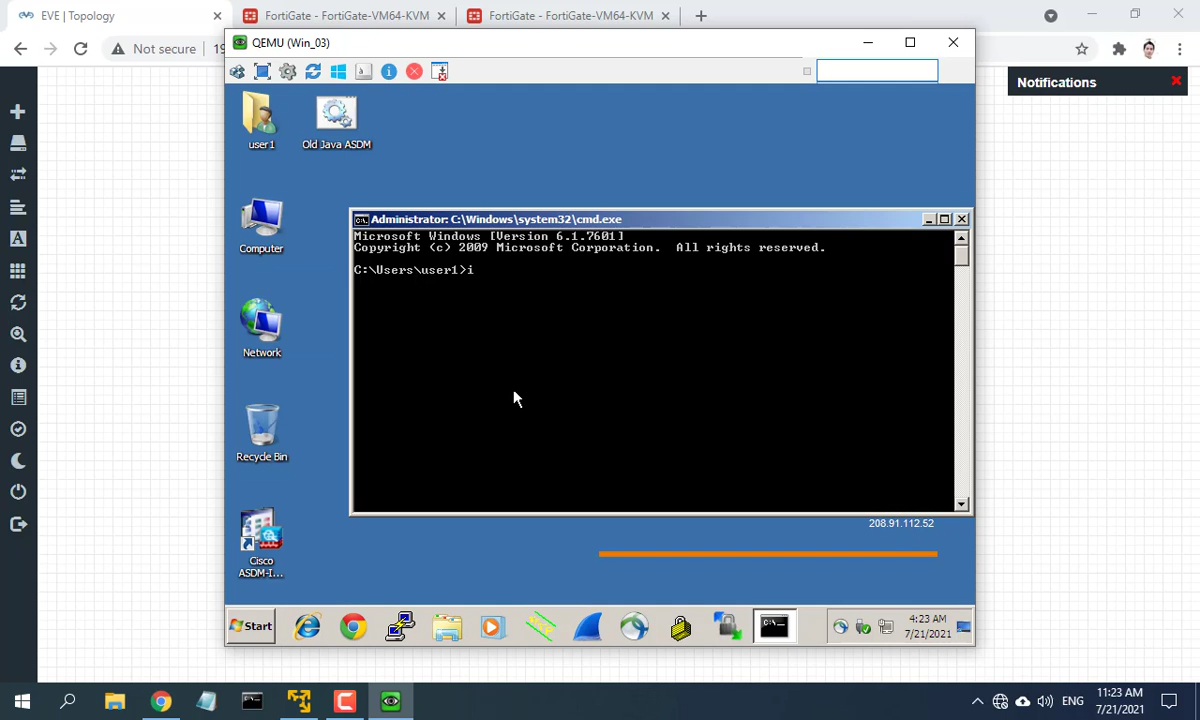 EVE | Topology
FortiGate - FortiGate-VM64-KVM
FortiGate - FortiGate-VM64-KVM
Not secure
19
QEMU (Win_03)
Notifications
user1
Old Java ASDM
Computer
Administrator: C:\Windows\system32\cmd.exe
Microsoft Windows [Version 6.1.7601]
Copyright (c) 2009 Microsoft Corporation.  All rights reserved.
C:\Users\user1>i
Network
Recycle Bin
208.91.112.52
Cisco
ASDM-I...
Start
4:23 AM
7/21/2021
ENG
11:23 AM
7/21/2021